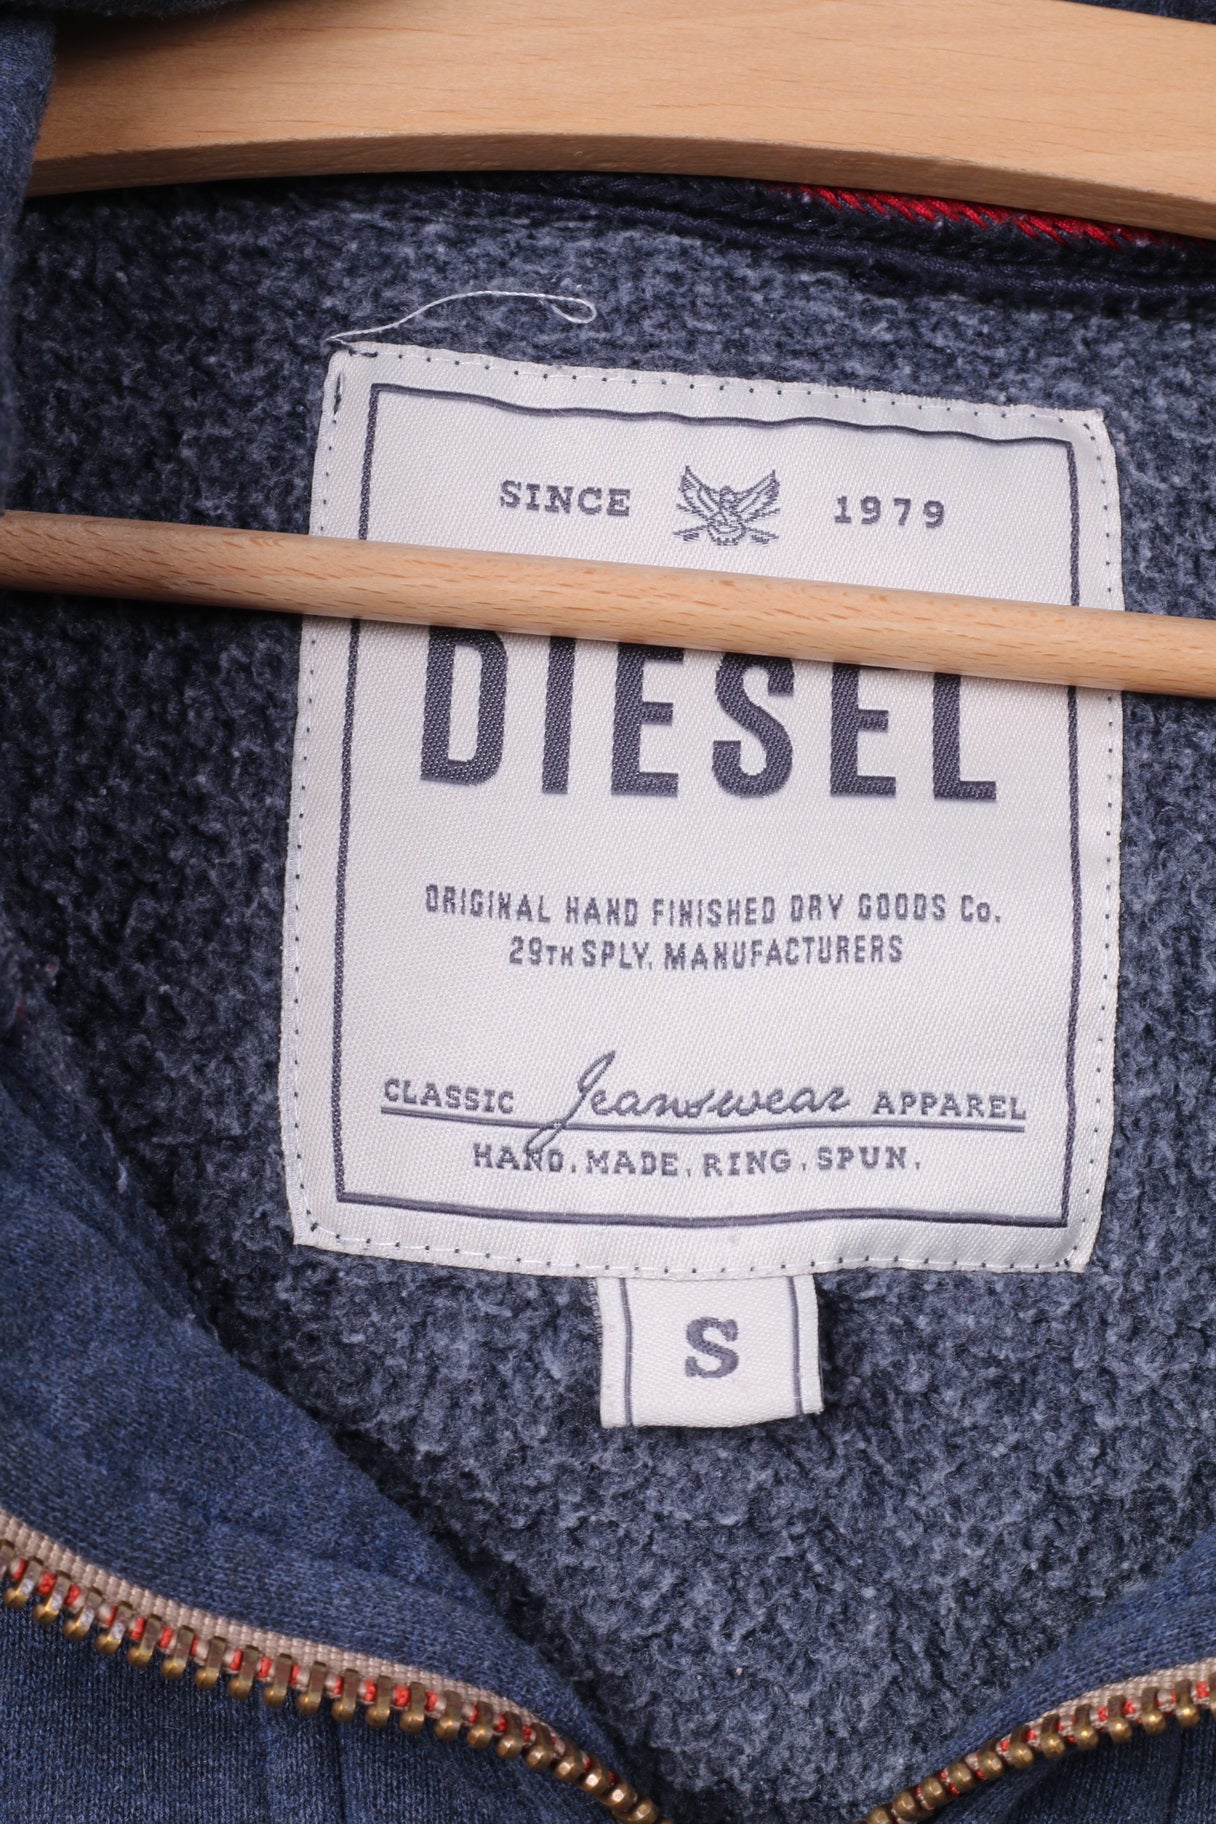 SINCE 1979
DIESEL
ORIGINAL HAND FINISHED DRY GOODS Co.
29TH SPLY. MANUFACTURERS
CLASSIC Jeanswear APPAREL
HAND. MADE. RING. SPUN.
S